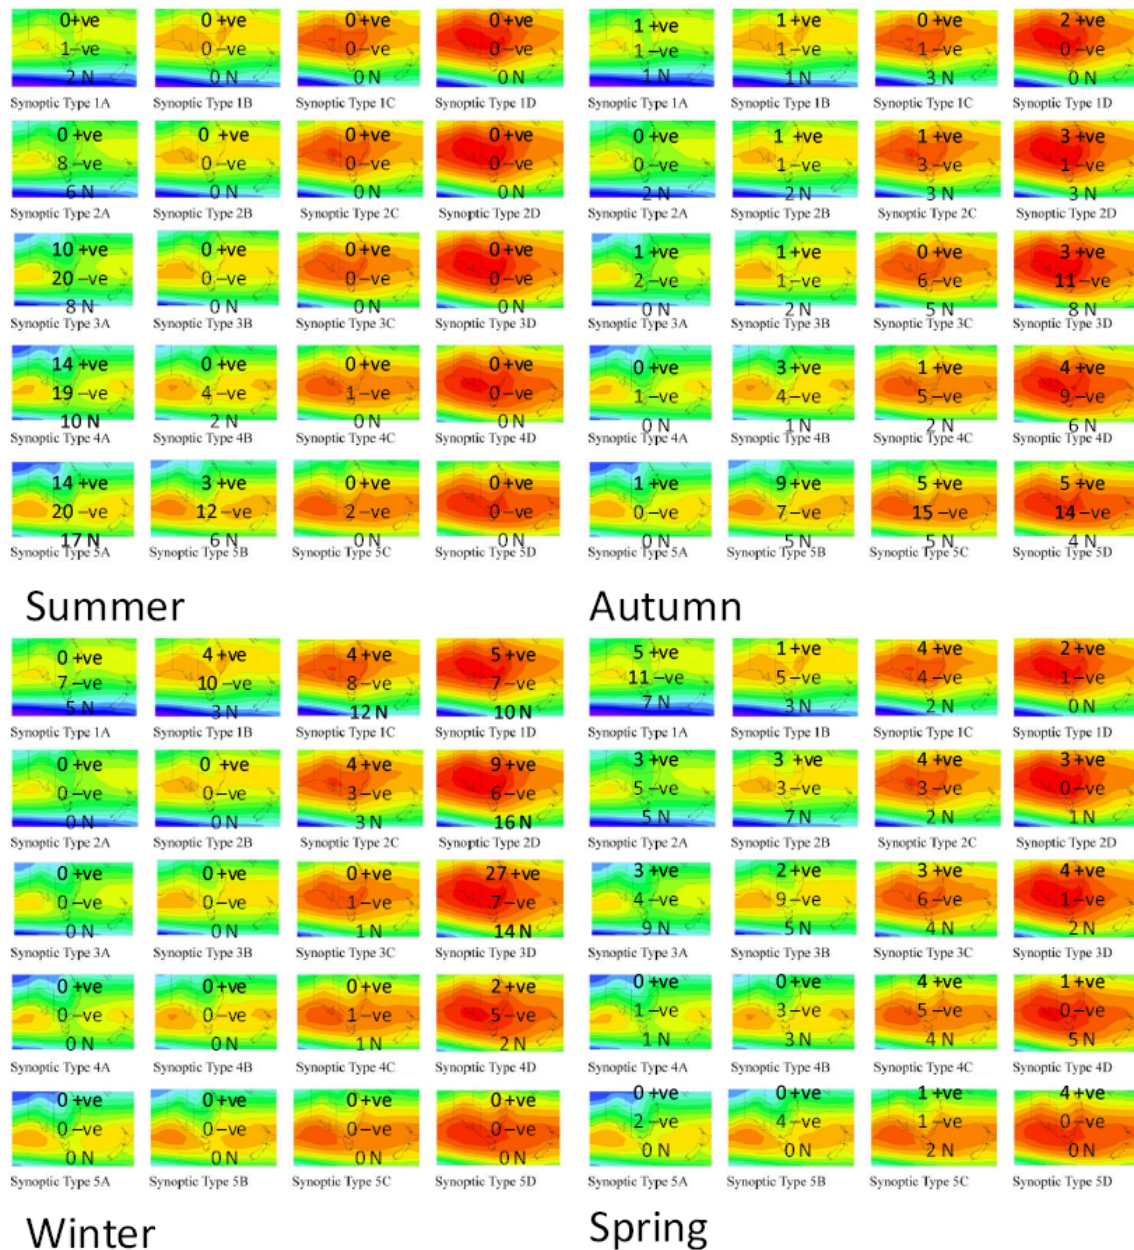 0+ve 0 +ve 0 +ve 0 +ve
1–ve 0 –ve 0 –ve 0 –ve
2 N 0 N 0 N 0 N
Synoptic Type 1A Synoptic Type 1B Synoptic Type 1C Synoptic Type 1D
0 +ve 0 +ve 0 +ve 0 +ve
8 –ve 0 –ve 0 –ve 0 –ve
6 N 0 N 0 N 0 N
Synoptic Type 2A Synoptic Type 2B Synoptic Type 2C Synoptic Type 2D
10 +ve 0 +ve 0 +ve 0 +ve
20 –ve 0 –ve 0 –ve 0 –ve
8 N 0 N 0 N 0 N
Synoptic Type 3A Synoptic Type 3B Synoptic Type 3C Synoptic Type 3D
14 +ve 0 +ve 0 +ve 0 +ve
19 –ve 4 –ve 1 –ve 0 –ve
10 N 2 N 0 N 0 N
Synoptic Type 4A Synoptic Type 4B Synoptic Type 4C Synoptic Type 4D
14 +ve 3 +ve 0 +ve 0 +ve
20 –ve 12 –ve 2 –ve 0 –ve
17 N 6 N 0 N 0 N
Synoptic Type 5A Synoptic Type 5B Synoptic Type 5C Synoptic Type 5D
Summer
1 +ve 1 +ve 0 +ve 2 +ve
1 –ve 1 –ve 1 –ve 0 –ve
1 N 1 N 3 N 0 N
Synoptic Type 1A Synoptic Type 1B Synoptic Type 1C Synoptic Type 1D
0 +ve 1 +ve 1 +ve 3 +ve
0 –ve 1 –ve 3 –ve 1 –ve
2 N 2 N 3 N 3 N
Synoptic Type 2A Synoptic Type 2B Synoptic Type 2C Synoptic Type 2D
1 +ve 1 +ve 0 +ve 3 +ve
2 –ve 1 –ve 6 –ve 11 –ve
0 N 2 N 5 N 8 N
Synoptic Type 3A Synoptic Type 3B Synoptic Type 3C Synoptic Type 3D
0 +ve 3 +ve 1 +ve 4 +ve
1 –ve 4 –ve 5 –ve 9 –ve
0 N 1 N 2 N 6 N
Synoptic Type 4A Synoptic Type 4B Synoptic Type 4C Synoptic Type 4D
1 +ve 9 +ve 5 +ve 5 +ve
0 –ve 7 –ve 15 –ve 14 –ve
0 N 5 N 5 N 4 N
Synoptic Type 5A Synoptic Type 5B Synoptic Type 5C Synoptic Type 5D
Autumn
0 +ve 4 +ve 4 +ve 5 +ve
7 –ve 10 –ve 8 –ve 7 –ve
5 N 3 N 12 N 10 N
Synoptic Type 1A Synoptic Type 1B Synoptic Type 1C Synoptic Type 1D
0 +ve 0 +ve 4 +ve 9 +ve
0 –ve 0 –ve 3 –ve 6 –ve
0 N 0 N 3 N 16 N
Synoptic Type 2A Synoptic Type 2B Synoptic Type 2C Synoptic Type 2D
0 +ve 0 +ve 0 +ve 27 +ve
0 –ve 0 –ve 1 –ve 7 –ve
0 N 0 N 1 N 14 N
Synoptic Type 3A Synoptic Type 3B Synoptic Type 3C Synoptic Type 3D
0 +ve 0 +ve 0 +ve 2 +ve
0 –ve 0 –ve 1 –ve 5 –ve
0 N 0 N 1 N 2 N
Synoptic Type 4A Synoptic Type 4B Synoptic Type 4C Synoptic Type 4D
0 +ve 0 +ve 0 +ve 0 +ve
0 –ve 0 –ve 0 –ve 0 –ve
0 N 0 N 0 N 0 N
Synoptic Type 5A Synoptic Type 5B Synoptic Type 5C Synoptic Type 5D
Winter
5 +ve 1 +ve 4 +ve 2 +ve
11 –ve 5 –ve 4 –ve 1 –ve
7 N 3 N 2 N 0 N
Synoptic Type 1A Synoptic Type 1B Synoptic Type 1C Synoptic Type 1D
3 +ve 3 +ve 4 +ve 3 +ve
5 –ve 3 –ve 3 –ve 0 –ve
5 N 7 N 2 N 1 N
Synoptic Type 2A Synoptic Type 2B Synoptic Type 2C Synoptic Type 2D
3 +ve 2 +ve 3 +ve 4 +ve
4 –ve 9 –ve 6 –ve 1 –ve
9 N 5 N 4 N 2 N
Synoptic Type 3A Synoptic Type 3B Synoptic Type 3C Synoptic Type 3D
0 +ve 0 +ve 4 +ve 1 +ve
1 –ve 3 –ve 5 –ve 0 –ve
1 N 3 N 4 N 5 N
Synoptic Type 4A Synoptic Type 4B Synoptic Type 4C Synoptic Type 4D
0 +ve 0 +ve 1 +ve 4 +ve
2 –ve 4 –ve 1 –ve 0 –ve
0 N 0 N 2 N 0 N
Synoptic Type 5A Synoptic Type 5B Synoptic Type 5C Synoptic Type 5D
Spring